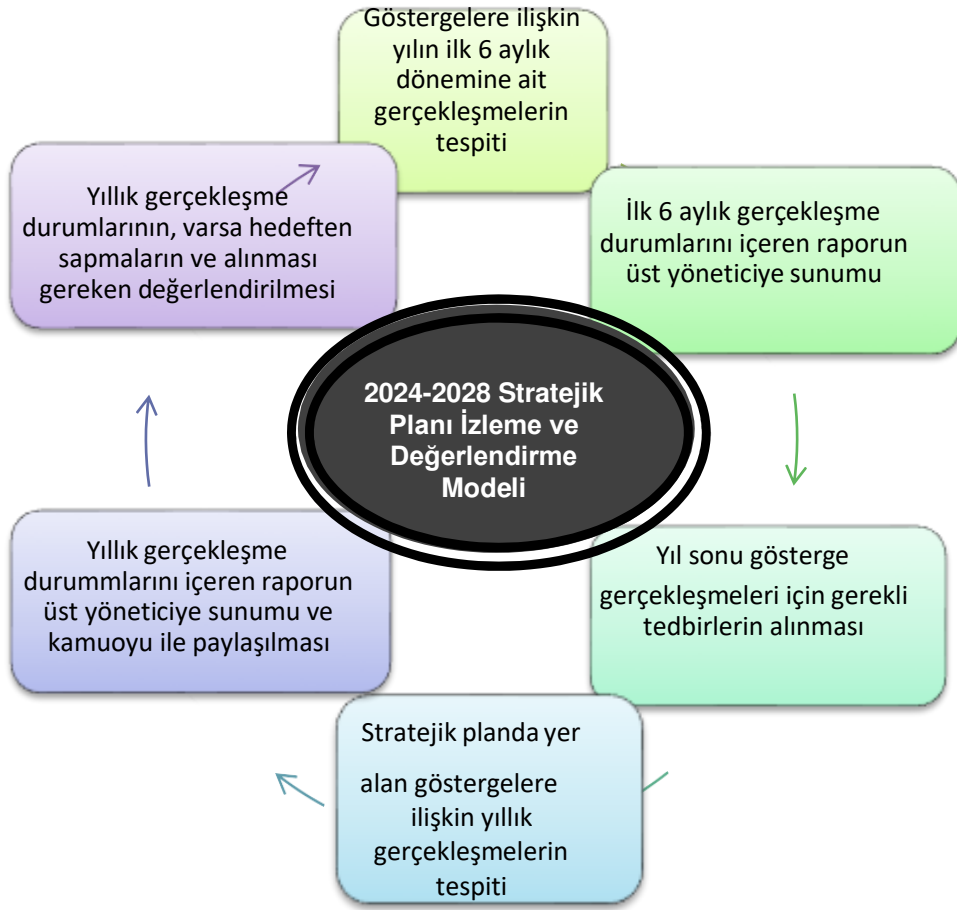 Göstergelere ilişkin
yılın ilk 6 aylık
dönemine ait
gerçekleşmelerin
tespiti
İlk 6 aylık gerçekleşme
durumlarını içeren raporun
üst yöneticiye sunumu
Yıl sonu gösterge
gerçekleşmeleri için gerekli
tedbirlerin alınması
Stratejik planda yer
alan göstergelere
ilişkin yıllık
gerçekleşmelerin
tespiti
Yıllık gerçekleşme
durummlarını içeren raporun
üst yöneticiye sunumu ve
kamuoyu ile paylaşılması
Yıllık gerçekleşme
durumlarının, varsa hedeften
sapmaların ve alınması
gereken değerlendirilmesi
2024-2028 Stratejik
Planı İzleme ve
Değerlendirme
Modeli